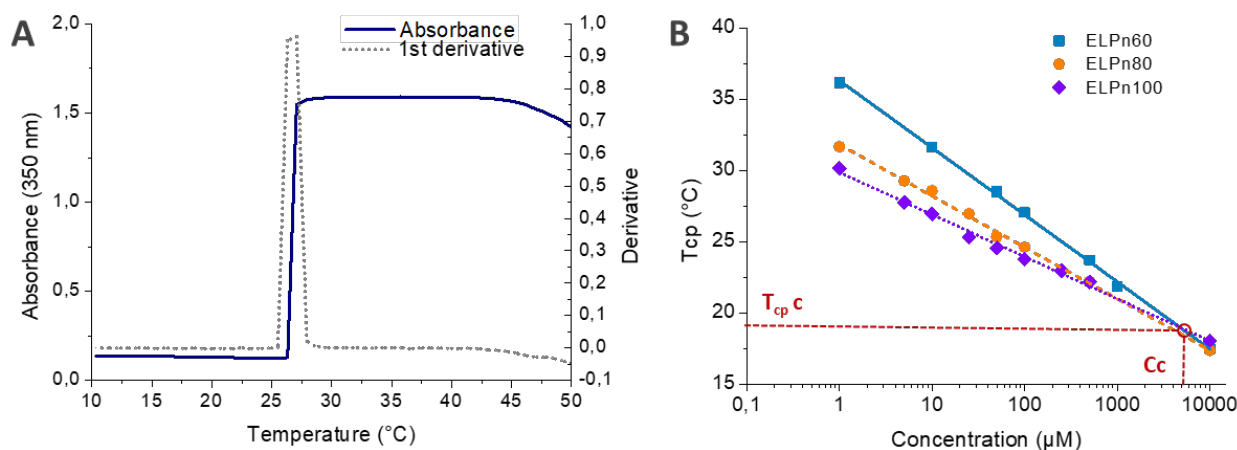 A
Absorbance
1st derivative
2,0
1,5
1,0
0,5
0,0
Absorbance (350 nm)
1,0
0,9
0,8
0,7
0,6
0,5
0,4
0,3
0,2
0,1
0,0
-0,1
Derivative
10 15 20 25 30 35 40 45 50
Temperature (°C)
B
ELPn60
ELPn80
ELPn100
40
35
30
25
20
15
Tcp (°C)
Tcp c
Cc
0,1 1 10 100 1000 10000
Concentration (µM)